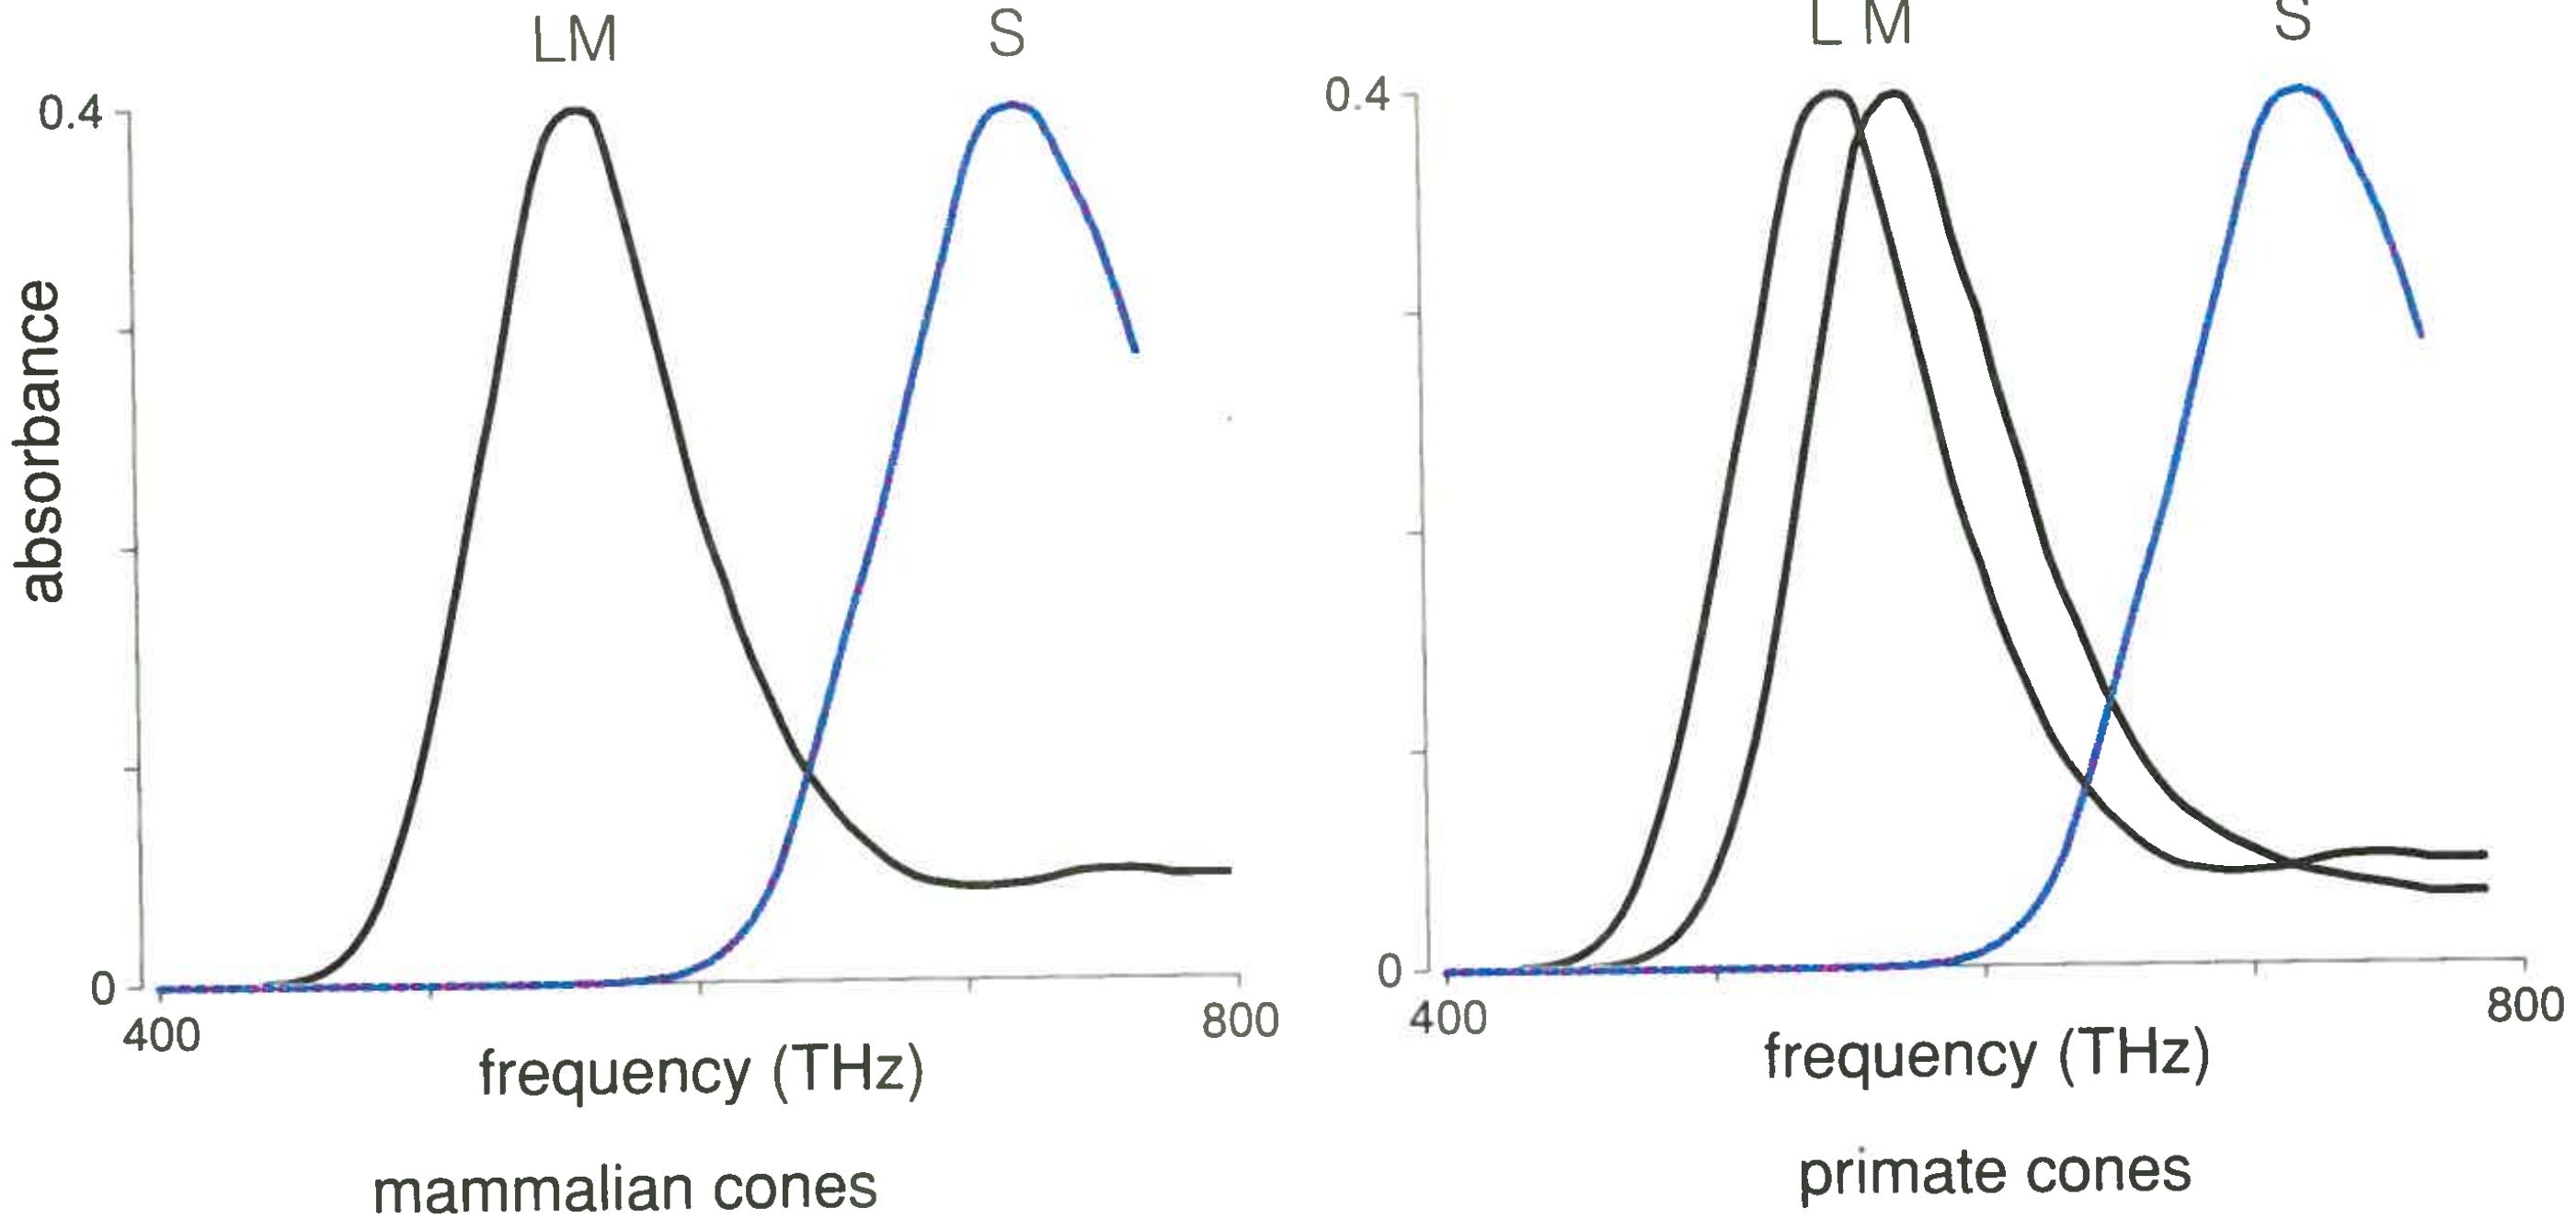 LM S
0.4
absorbance
0
400 800
frequency (THz)
mammalian cones
L M S
0.4
0
400 800
frequency (THz)
primate cones